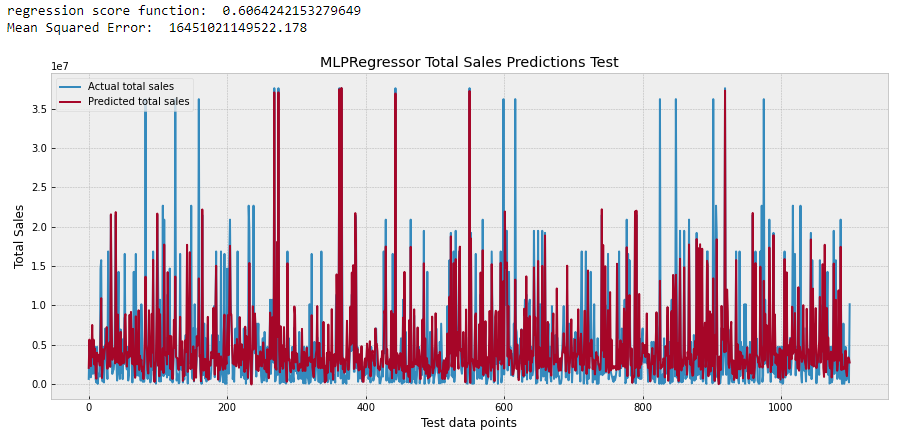 regression score function:  0.6064242153279649
Mean Squared Error:  16451021149522.178
MLPRegressor Total Sales Predictions Test
1e7
Actual total sales
Predicted total sales
3.5
3.0
2.5
2.0
1.5
1.0
0.5
0.0
Total Sales
0 200 400 600 800 1000
Test data points